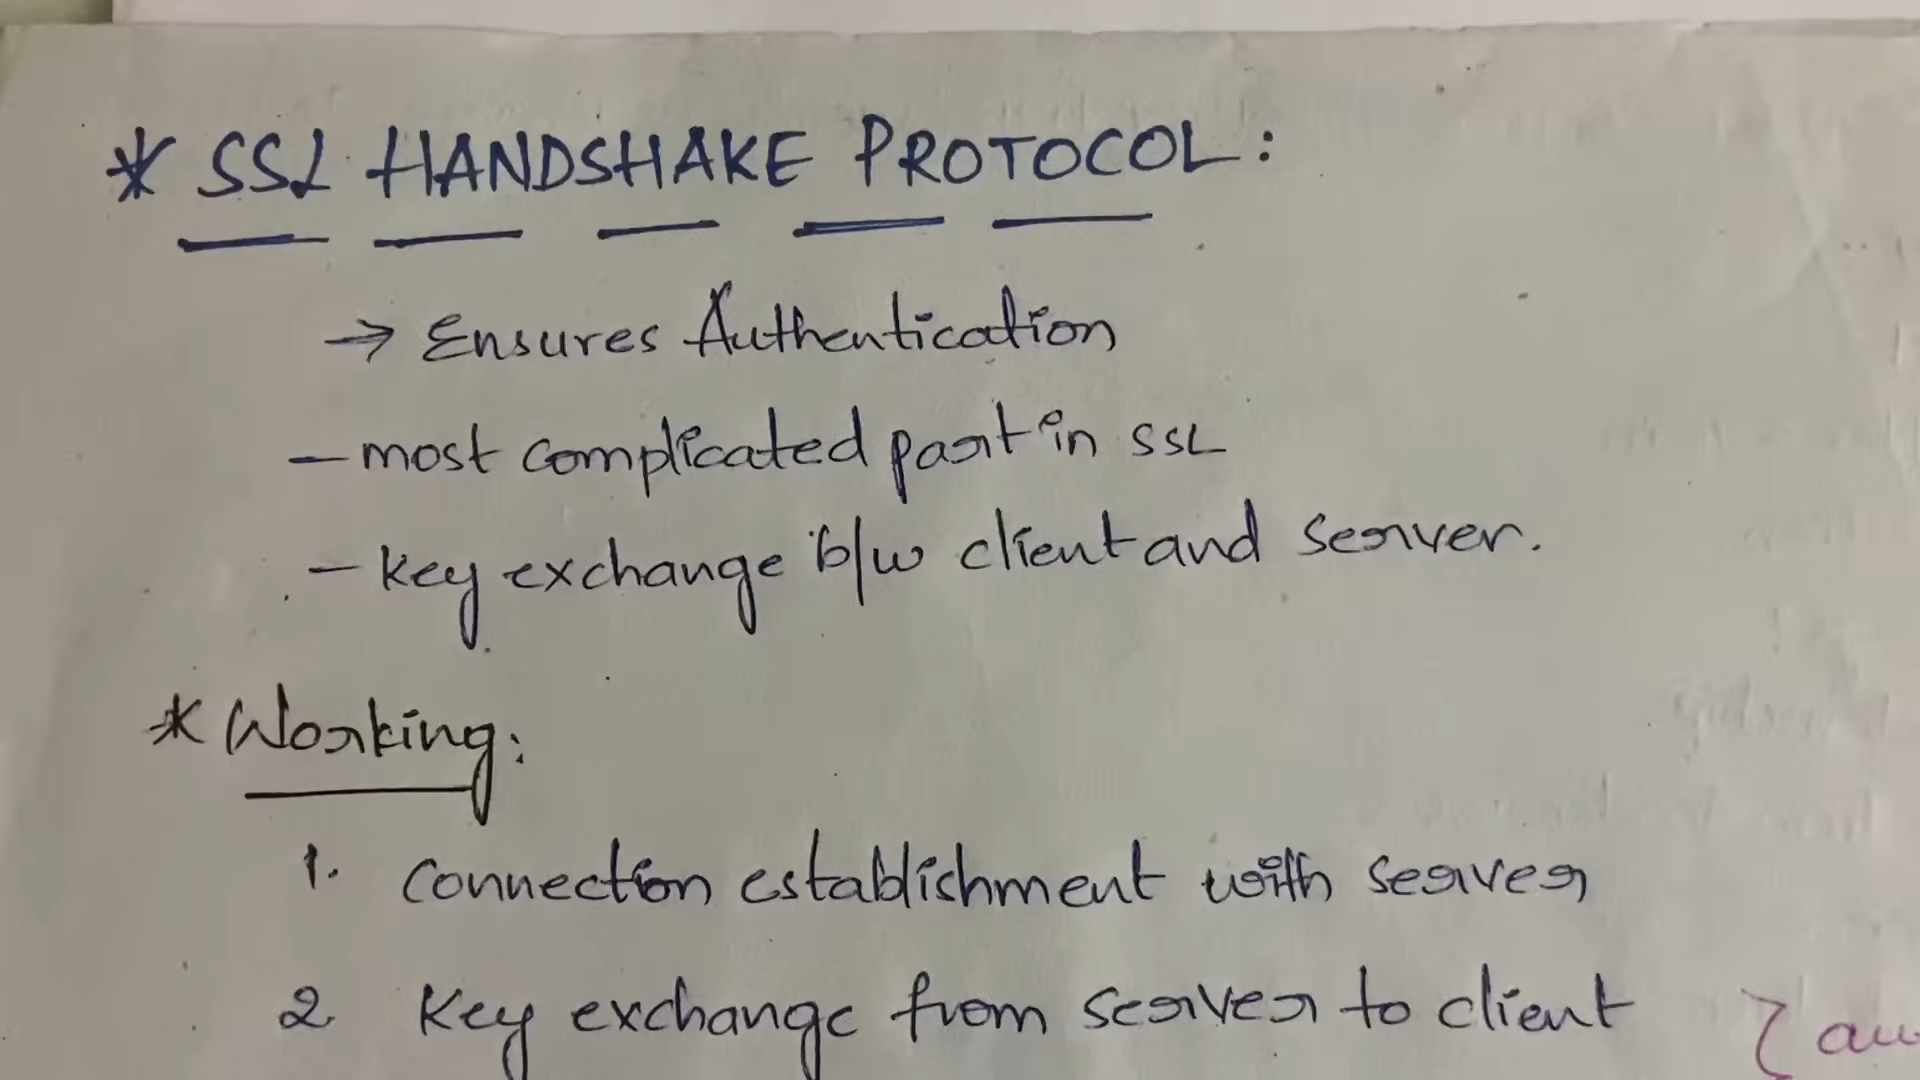 * SSL HANDSHAKE PROTOCOL:
→ Ensures Authentication
- most complicated part in SSL
- key exchange b/w client and server.
* Working:
1. Connection establishment with server
2 Key exchange from server to client